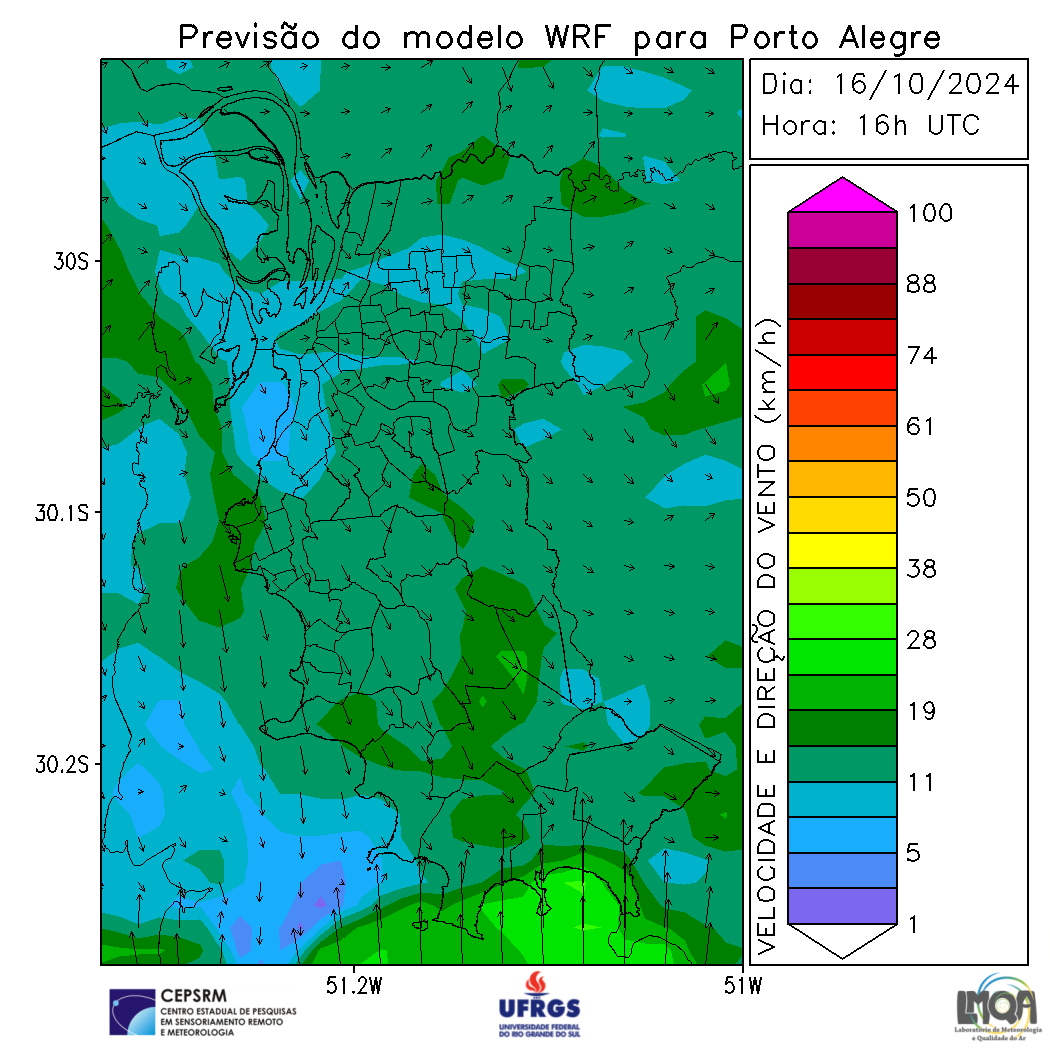 Previsão do modelo WRF para Porto Alegre
Dia: 16/10/2024
Hora: 16h UTC
30S
30.1S
30.2S
51.2W
51W
VELOCIDADE E DIREÇÃO DO VENTO (km/h)
100
88
74
61
50
38
28
19
11
5
1
CEPSRM
CENTRO ESTADUAL DE PESQUISAS
EM SENSORIAMENTO REMOTO
E METEOROLOGIA
UFRGS
UNIVERSIDADE FEDERAL
DO RIO GRANDE DO SUL
LMQA
Laboratório de Meteorologia
e Qualidade do Ar